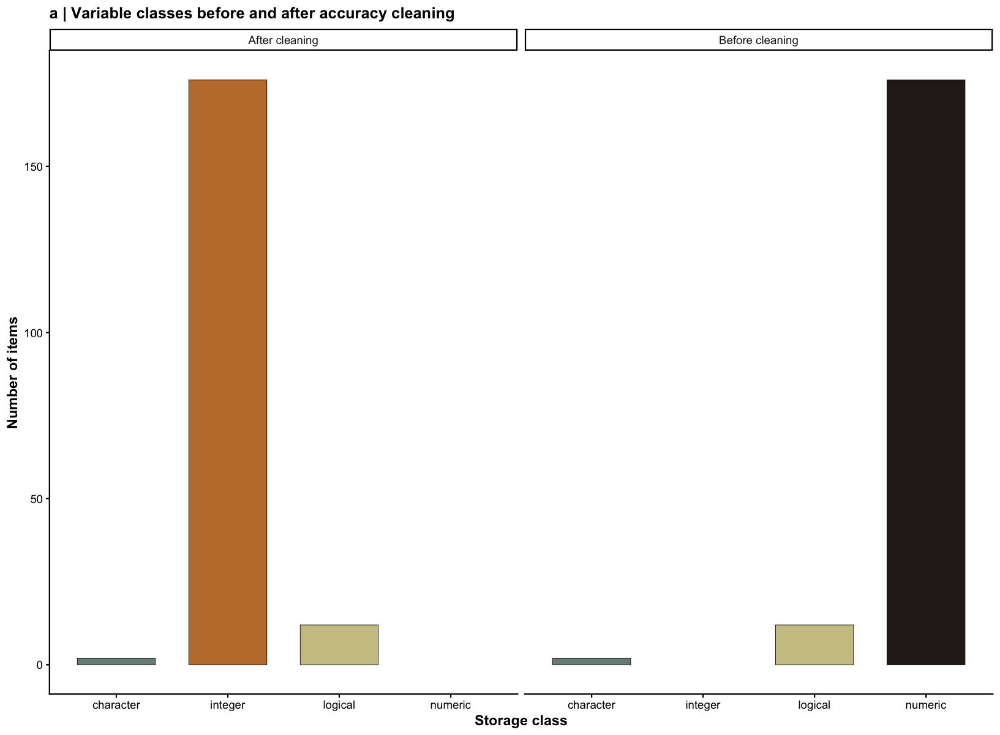 a | Variable classes before and after accuracy cleaning
After cleaning
Before cleaning
Number of items
150
100
50
0
character
integer
logical
numeric
character
integer
logical
numeric
Storage class